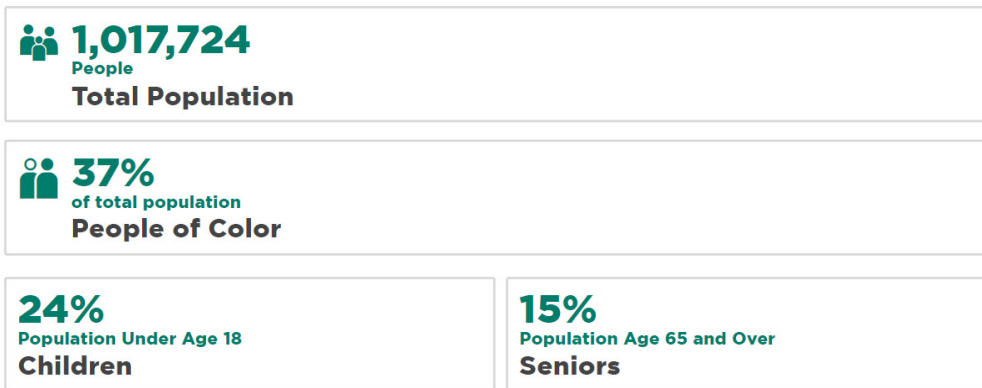 1,017,724
People
Total Population
37%
of total population
People of Color
24%
Population Under Age 18
Children
15%
Population Age 65 and Over
Seniors